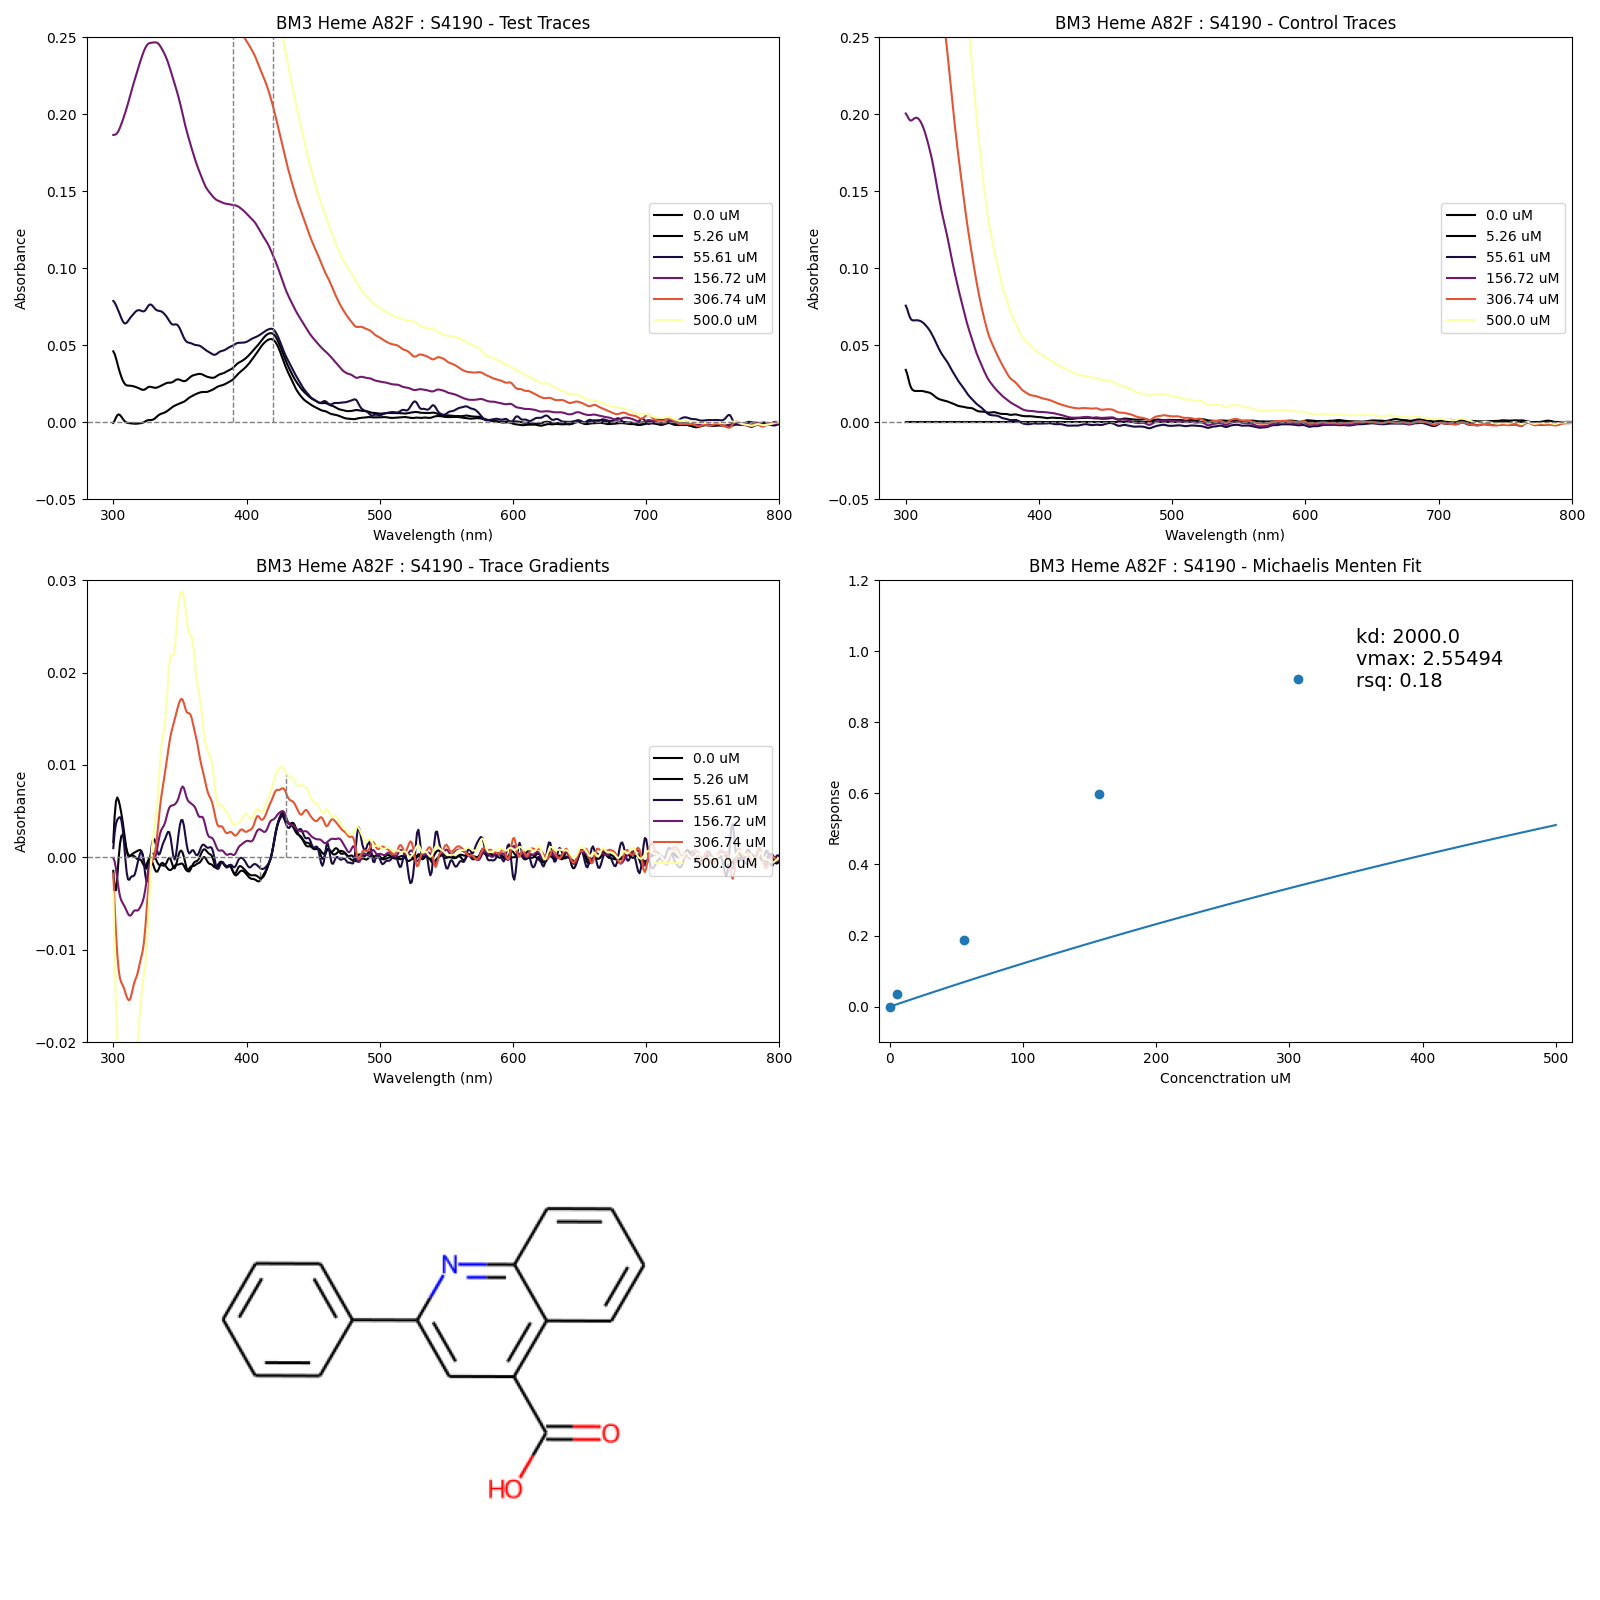 BM3 Heme A82F : S4190 - Test Traces
0.25
0.20
0.15
0.10
0.05
0.00
−0.05
Absorbance
300 400 500 600 700 800
Wavelength (nm)
0.0 uM
5.26 uM
55.61 uM
156.72 uM
306.74 uM
500.0 uM
BM3 Heme A82F : S4190 - Control Traces
0.25
0.20
0.15
0.10
0.05
0.00
−0.05
Absorbance
300 400 500 600 700 800
Wavelength (nm)
0.0 uM
5.26 uM
55.61 uM
156.72 uM
306.74 uM
500.0 uM
BM3 Heme A82F : S4190 - Trace Gradients
0.03
0.02
0.01
0.00
−0.01
−0.02
Absorbance
300 400 500 600 700 800
Wavelength (nm)
0.0 uM
5.26 uM
55.61 uM
156.72 uM
306.74 uM
500.0 uM
BM3 Heme A82F : S4190 - Michaelis Menten Fit
1.2
1.0
0.8
0.6
0.4
0.2
0.0
Response
0 100 200 300 400 500
Concenctration uM
kd: 2000.0
vmax: 2.55494
rsq: 0.18
N
O
HO